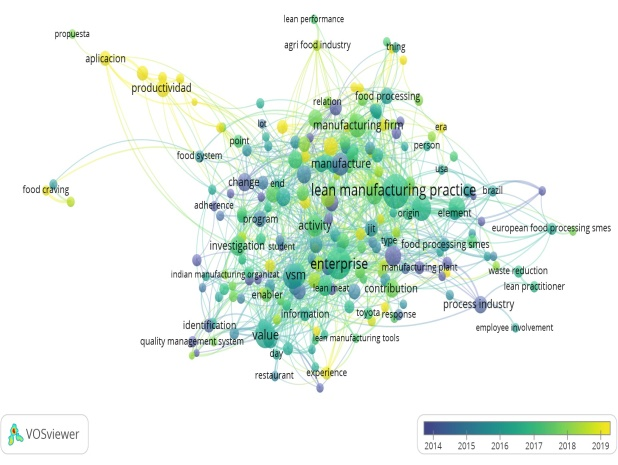 lean performance
propuesta
agri food industry
thing
aplicacion
productividad
food processing
relation
lot
manufacturing firm
era
point
person
food system
manufacture
usa
change
end
lean manufacturing practice
brazil
food craving
adherence
origin
element
program
activity
jit
european food processing smes
type
investigation
student
food processing smes
enterprise
manufacturing plant
indian manufacturing organizat
vsm
waste reduction
lean meat
contribution
lean practitioner
enabler
process industry
information
toyota
response
identification
employee involvement
value
quality management system
lean manufacturing tools
day
restaurant
experience
VOSviewer
2014 2015 2016 2017 2018 2019